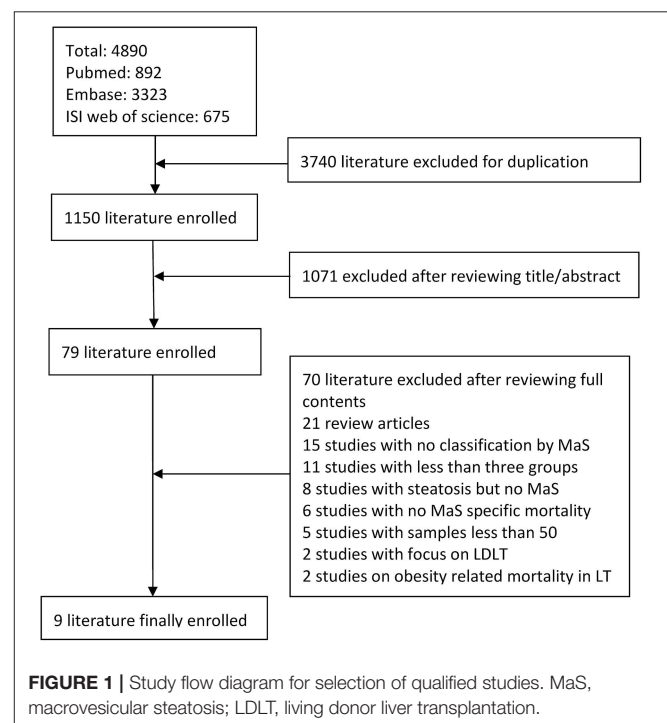 Total: 4890
Pubmed: 892
Embase: 3323
ISI web of science: 675
3740 literature excluded for duplication
1150 literature enrolled
1071 excluded after reviewing title/abstract
79 literature enrolled
70 literature excluded after reviewing full
contents
21 review articles
15 studies with no classification by MaS
11 studies with less than three groups
8 studies with steatosis but no MaS
6 studies with no MaS specific mortality
5 studies with samples less than 50
2 studies with focus on LDLT
2 studies on obesity related mortality in LT
9 literature finally enrolled
FIGURE 1 | Study flow diagram for selection of qualified studies. MaS,
macrovesicular steatosis; LDLT, living donor liver transplantation.